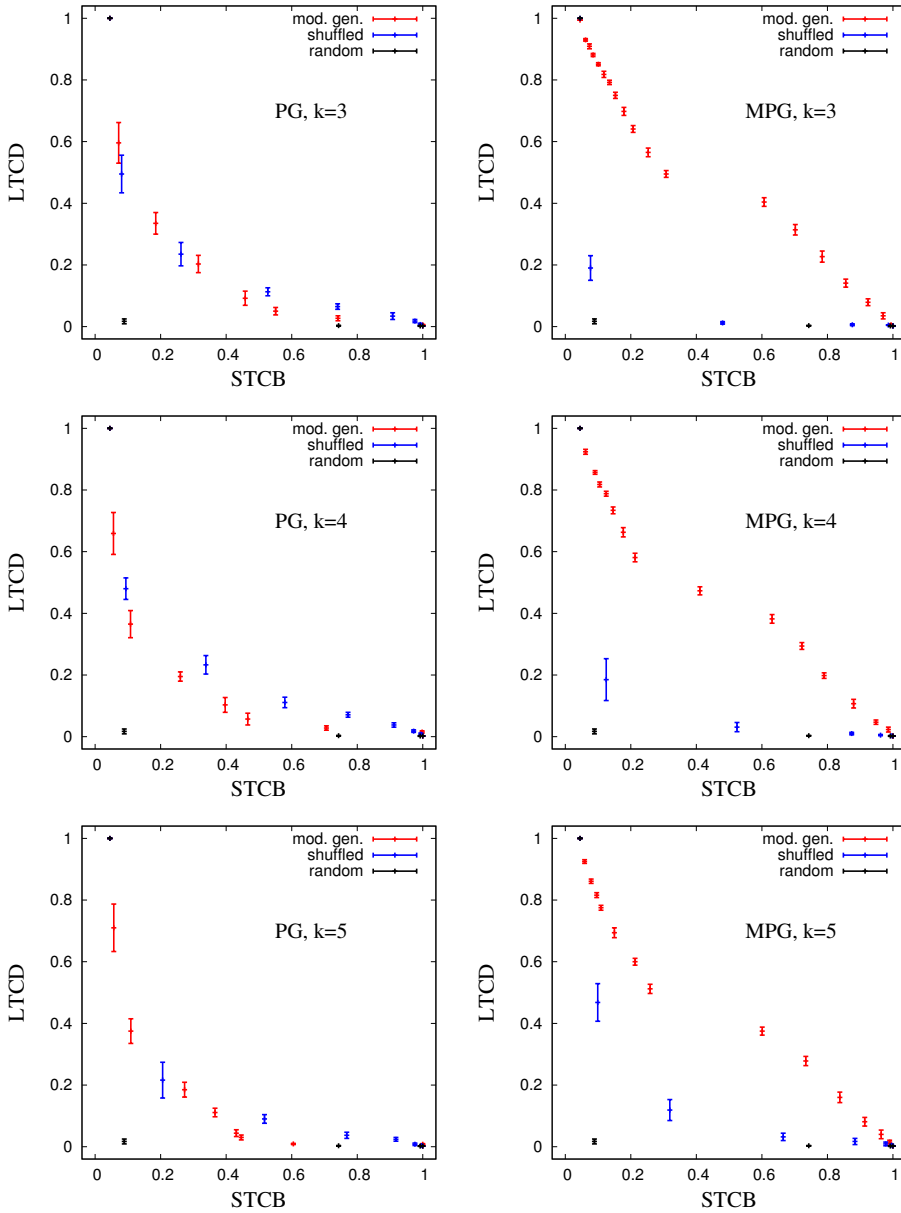 1
0.8
0.6
0.4
0.2
0
0
0.2
0.4
0.6
0.8
1
LTCD
STCB
mod. gen.
shuffled
random
PG, k=3
1
0.8
0.6
0.4
0.2
0
0
0.2
0.4
0.6
0.8
1
LTCD
STCB
mod. gen.
shuffled
random
MPG, k=3
1
0.8
0.6
0.4
0.2
0
0
0.2
0.4
0.6
0.8
1
LTCD
STCB
mod. gen.
shuffled
random
PG, k=4
1
0.8
0.6
0.4
0.2
0
0
0.2
0.4
0.6
0.8
1
LTCD
STCB
mod. gen.
shuffled
random
MPG, k=4
1
0.8
0.6
0.4
0.2
0
0
0.2
0.4
0.6
0.8
1
LTCD
STCB
mod. gen.
shuffled
random
PG, k=5
1
0.8
0.6
0.4
0.2
0
0
0.2
0.4
0.6
0.8
1
LTCD
STCB
mod. gen.
shuffled
random
MPG, k=5